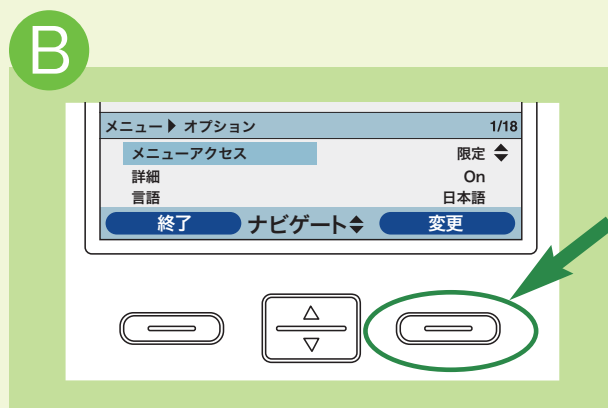 B
メニュー▶ オプション 1/18
メニューアクセス 限定
詳細 On
言語 日本語
終了 ナビゲート 変更